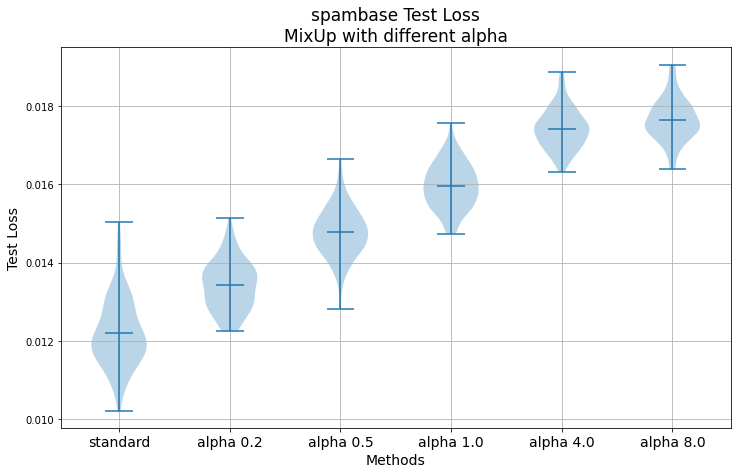 spambase Test Loss
MixUp with different alpha
Test Loss
0.018
0.016
0.014
0.012
0.010
standard alpha 0.2 alpha 0.5 alpha 1.0 alpha 4.0 alpha 8.0
Methods